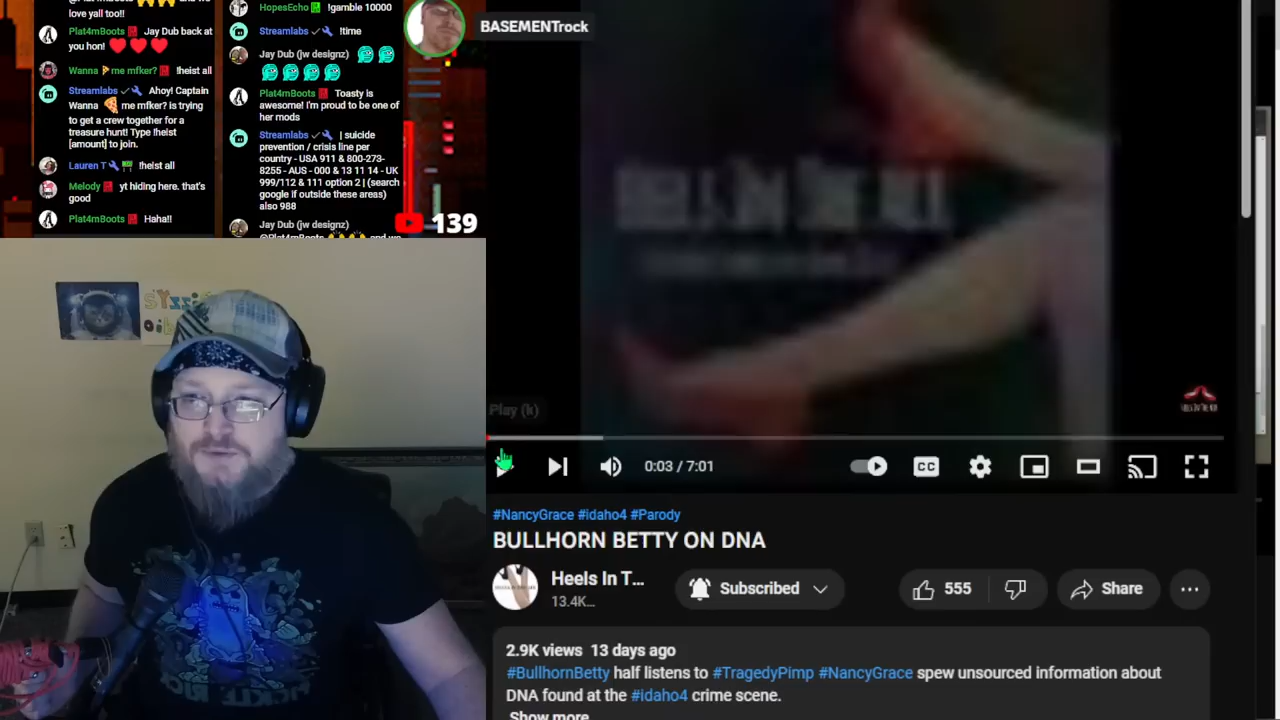 love yall too!!
Plat4mBoots Jay Dub back at
you hon!
Wanna me mfker? !heist all
Streamlabs Ahoy! Captain
Wanna me mfker? is trying
to get a crew together for a
treasure hunt! Type !heist
[amount] to join.
Lauren T !heist all
Melody yt hiding here. that's
good
Plat4mBoots Haha!!
HopesEcho !gamble 10000
Streamlabs !time
Jay Dub (jw designz)
Plat4mBoots Toasty is
awesome! I'm proud to be one of
her mods
Streamlabs | suicide
prevention / crisis line per
country - USA 911 & 800-273-
8255 - AUS - 000 & 13 11 14 - UK
999/112 & 111 option 2 | (search
google if outside these areas)
also 988
Jay Dub (jw designz)
139
BASEMENTrock
Play (k)
0:03 / 7:01
CC
#NancyGrace #idaho4 #Parody
BULLHORN BETTY ON DNA
Heels In T...
13.4K...
Subscribed
555
Share
2.9K views 13 days ago
#BullhornBetty half listens to #TragedyPimp #NancyGrace spew unsourced information about
DNA found at the #idaho4 crime scene.
Show more